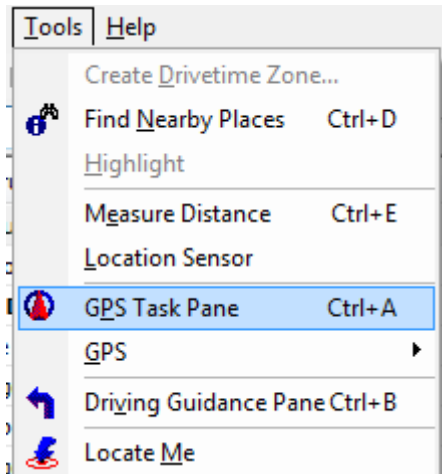 Tools Help
Create Drivetime Zone...
Find Nearby Places Ctrl+D
Highlight
Measure Distance Ctrl+E
Location Sensor
GPS Task Pane Ctrl+A
GPS
Driving Guidance Pane Ctrl+B
Locate Me